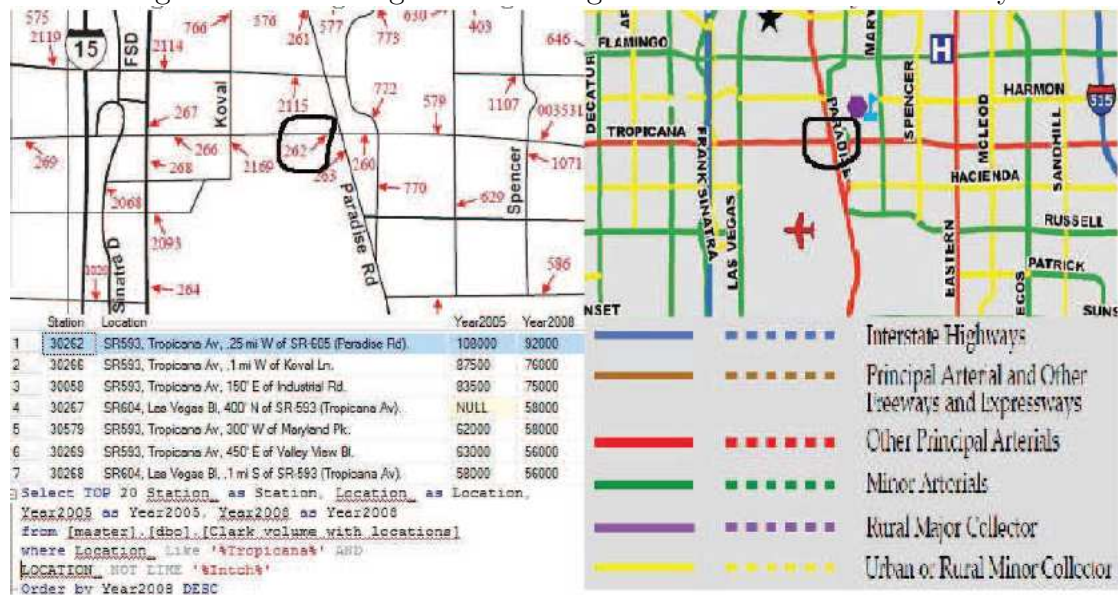 575
2119
15
FSD
2114
766
576
261
577
773
630
403
646
267
Koval
2115
772
579
1107
003531
269
266
268
2169
262
263
260
1071
770
629
Spencer
2068
2093
Paradise Rd
586
Sinatra D
264
FLAMINGO
DECATUR
MARY
H
SPENCER
MCLEOD
HARMON
515
TROPICANA
PARADISE
FRANK SINATRA
LAS VEGAS
HACIENDA
SANDHILL
RUSSELL
EASTERN
PATRICK
NSET
ECOS
SUNS
Station Location Year2005 Year2008
1 30262 SR593, Tropicana Av, .25 mi W of SR-605 (Paradise Rd). 108000 92000
2 30266 SR593, Tropicana Av, .1 mi W of Koval Ln. 87500 76000
3 30058 SR593, Tropicana Av, 150' E of Industrial Rd. 83500 75000
4 30267 SR604, Las Vegas Bl, 400' N of SR-593 (Tropicana Av). NULL 58000
5 30579 SR593, Tropicana Av, 300' W of Maryland Pk. 62000 58000
6 30269 SR593, Tropicana Av, 450' E of Valley View Bl. 63000 56000
7 30268 SR604, Las Vegas Bl, .1 mi S of SR-593 (Tropicana Av). 58000 56000
Select TOP 20 Station_ as Station, Location_ as Location,
Year2005 as Year2005, Year2008 as Year2008
from [master].[dbo].[Clark volume with locations]
where Location_ Like '%Tropicana%' AND
LOCATION_ NOT LIKE '%Intch%'
Order by Year2008 DESC
Interstate Highways
Principal Arterial and Other
Freeways and Expressways
Other Principal Arterials
Minor Arterials
Rural Major Collector
Urban or Rural Minor Collector